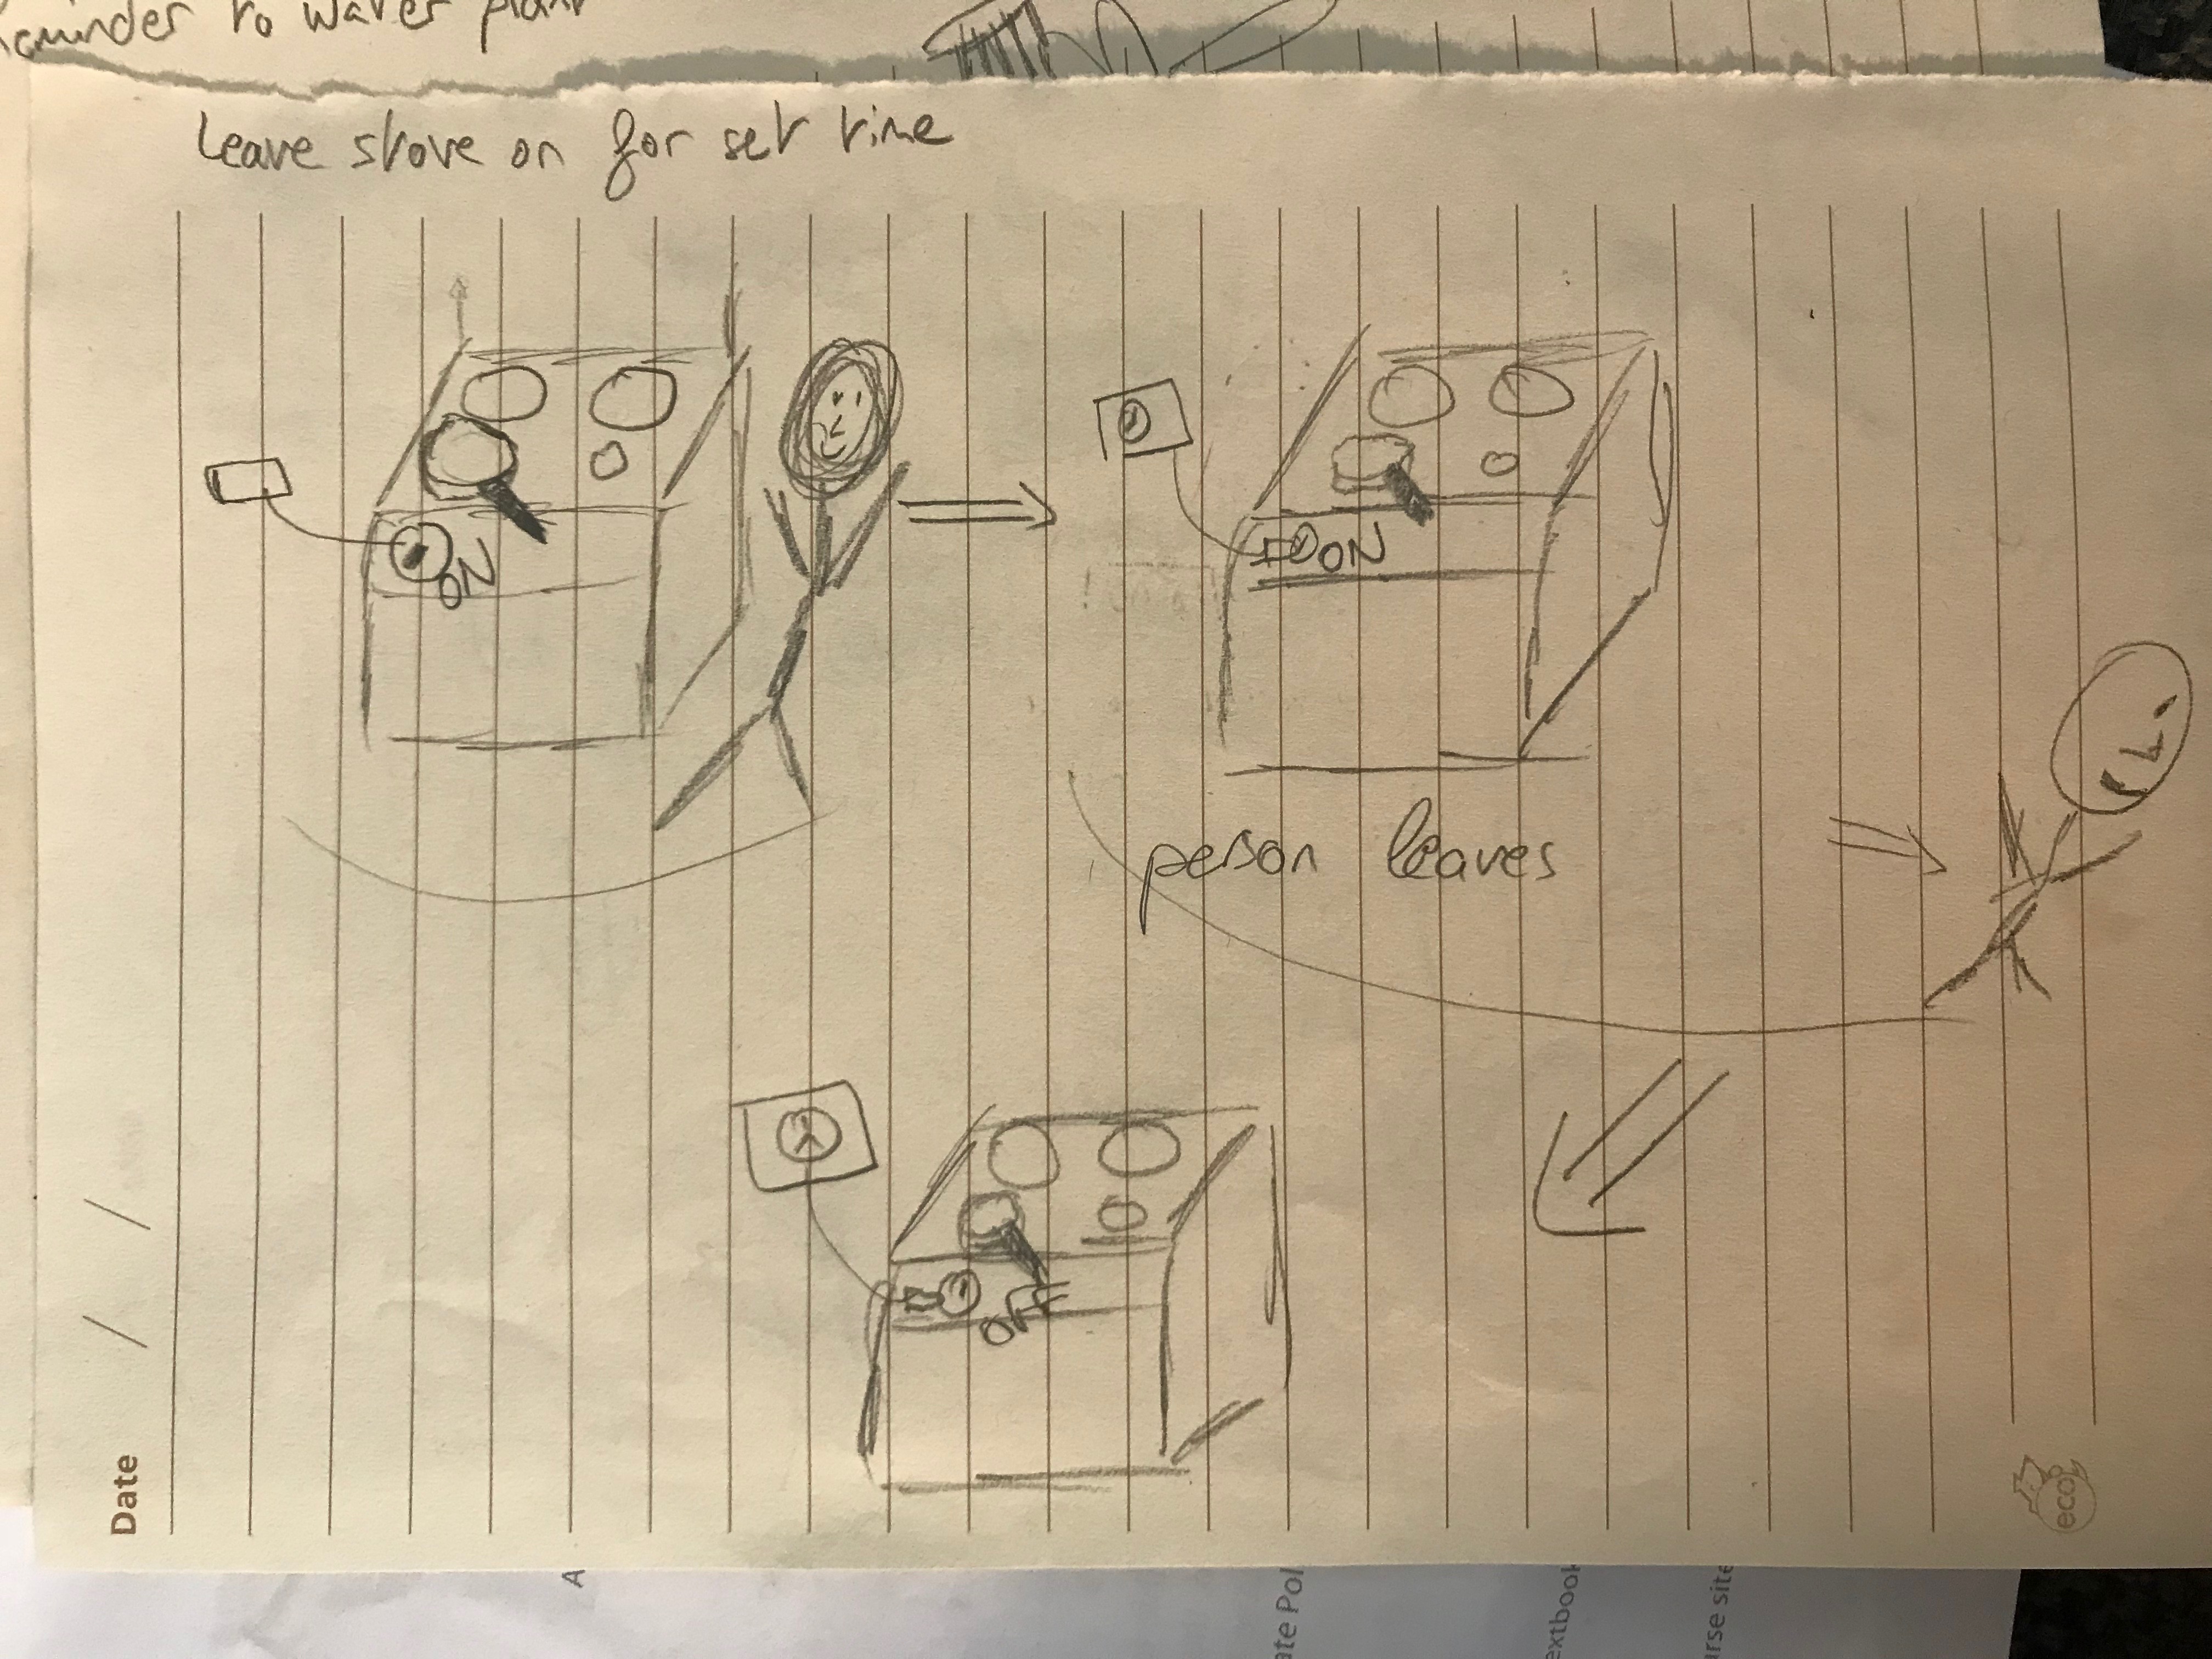 Reminder to water plant
Leave stove on for set time
ON
ON
person leaves
OFF
Date / /
eco
A
ate Pol
extbook
urse site